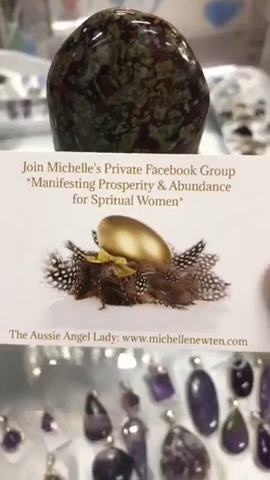 Join Michelle's Private Facebook Group
*Manifesting Prosperity & Abundance
for Spritual Women*
The Aussie Angel Lady: www.michellenewten.com